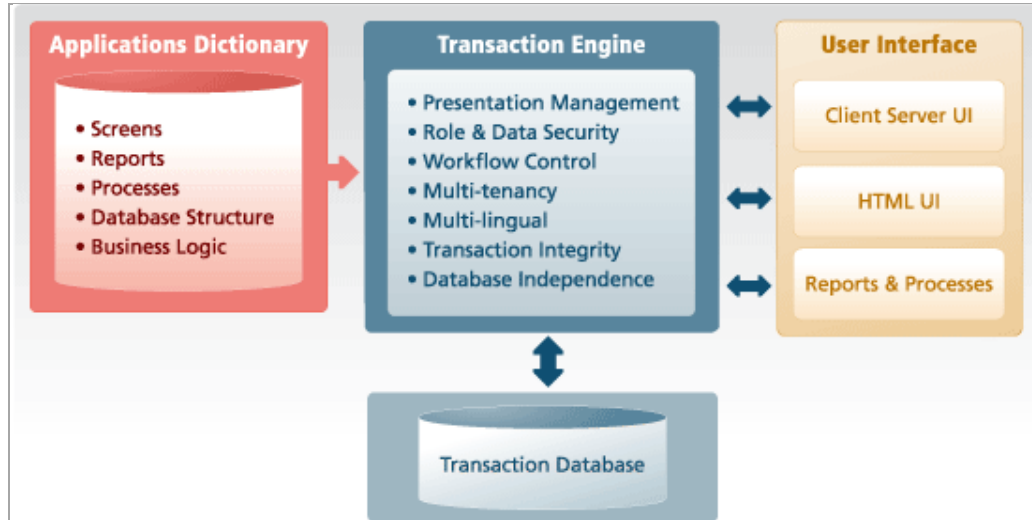 Applications Dictionary
• Screens
• Reports
• Processes
• Database Structure
• Business Logic
Transaction Engine
• Presentation Management
• Role & Data Security
• Workflow Control
• Multi-tenancy
• Multi-lingual
• Transaction Integrity
• Database Independence
User Interface
Client Server UI
HTML UI
Reports & Processes
Transaction Database